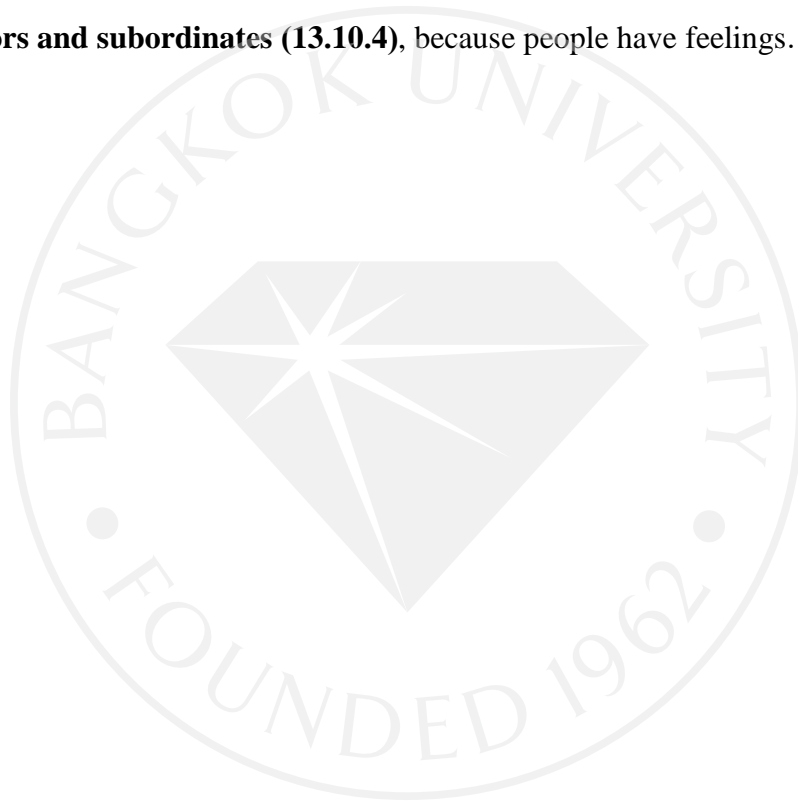 ors and subordinates (13.10.4), because people have feelings.
BANGKOK UNIVERSITY
FOUNDED 1962